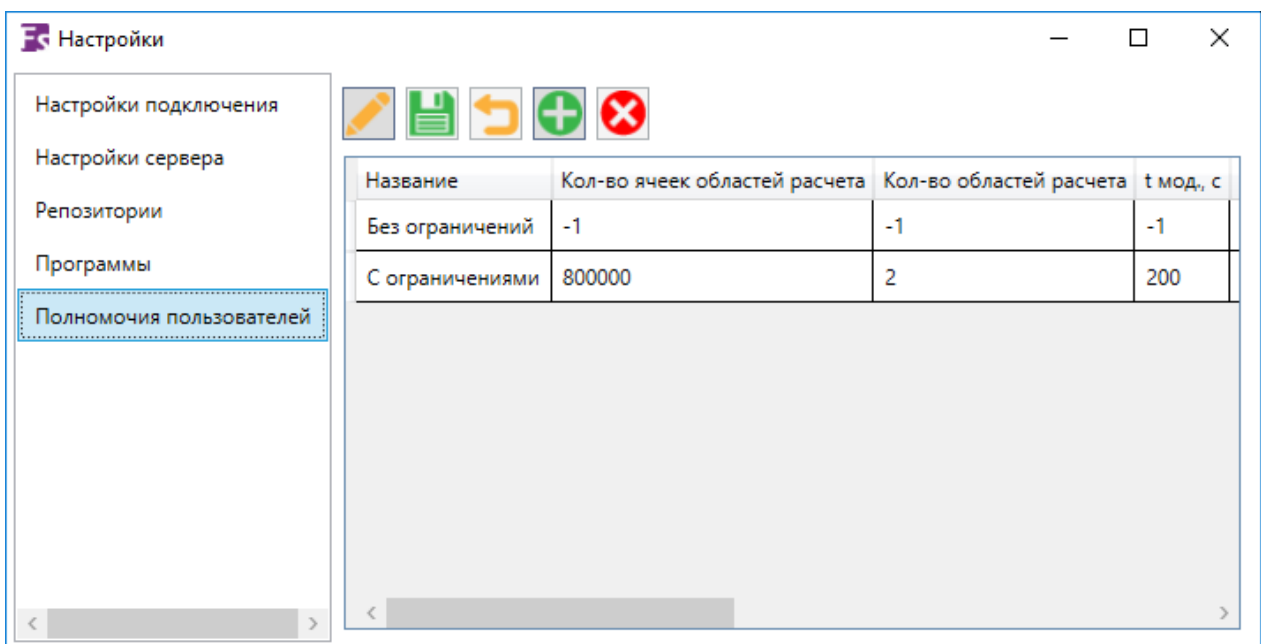 Fs Настройки
Настройки подключения
Настройки сервера
Репозитории
Программы
Полномочия пользователей
Название Кол-во ячеек областей расчета Кол-во областей расчета t мод., с
Без ограничений -1 -1 -1
С ограничениями 800000 2 200